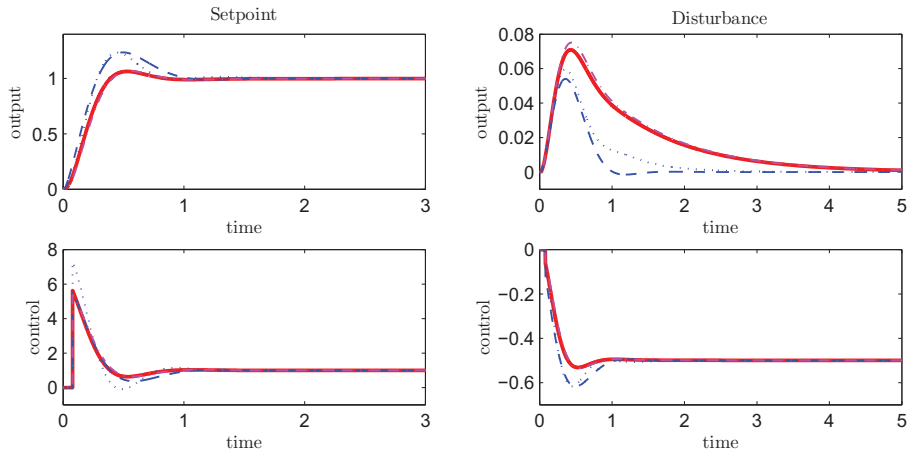 Setpoint
Disturbance
output
1
0.5
0
0 1 2 3
time
output
0.08
0.06
0.04
0.02
0
0 1 2 3 4 5
time
control
8
6
4
2
0
0 1 2 3
time
control
0
−0.2
−0.4
−0.6
0 1 2 3 4 5
time